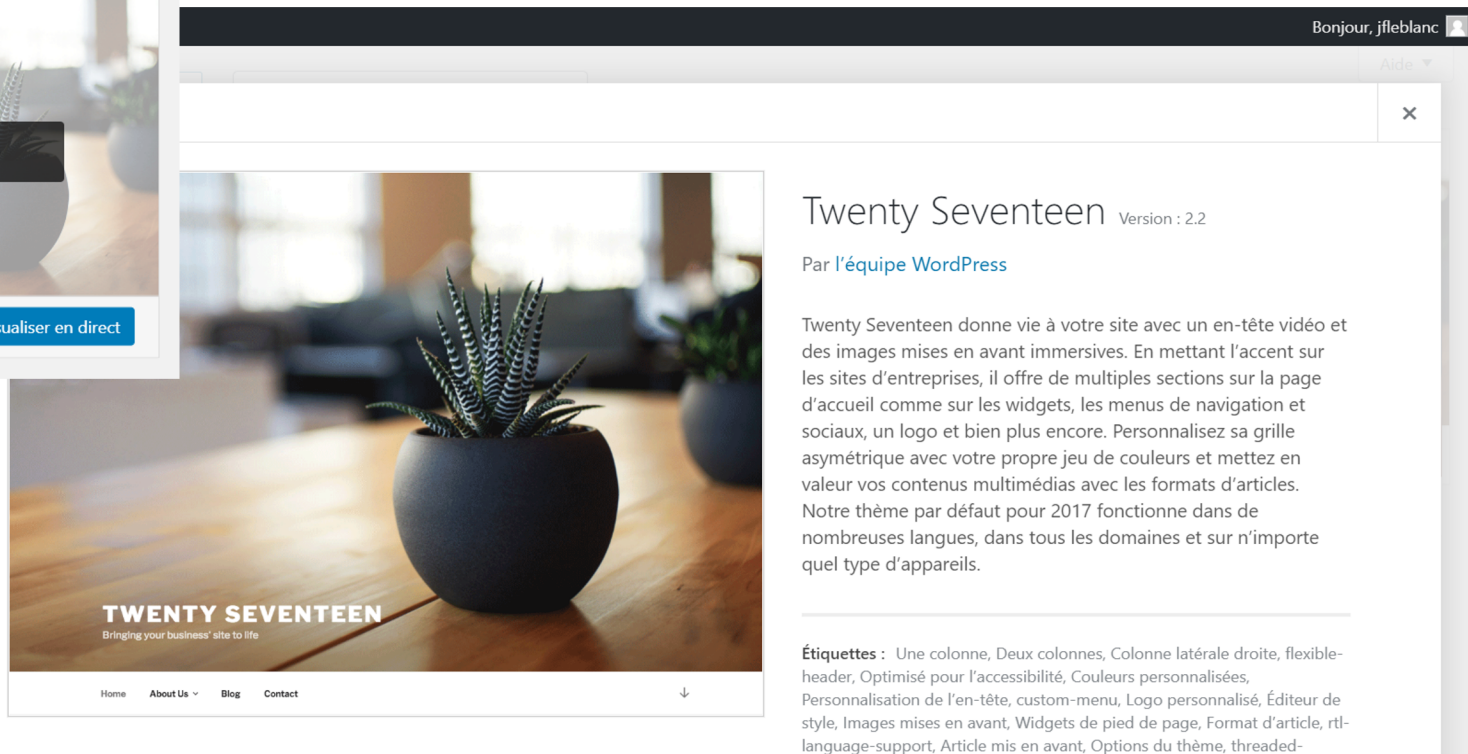 Bonjour, jfleblanc
Aide
Twenty Seventeen Version : 2.2
Par l’équipe WordPress
Twenty Seventeen donne vie à votre site avec un en-tête vidéo et
des images mises en avant immersives. En mettant l’accent sur
les sites d’entreprises, il offre de multiples sections sur la page
d’accueil comme sur les widgets, les menus de navigation et
sociaux, un logo et bien plus encore. Personnalisez sa grille
asymétrique avec votre propre jeu de couleurs et mettez en
valeur vos contenus multimédias avec les formats d’articles.
Notre thème par défaut pour 2017 fonctionne dans de
nombreuses langues, dans tous les domaines et sur n’importe
quel type d’appareils.
Étiquettes : Une colonne, Deux colonnes, Colonne latérale droite, flexible-
header, Optimisé pour l’accessibilité, Couleurs personnalisées,
Personnalisation de l’en-tête, custom-menu, Logo personnalisé, Éditeur de
style, Images mises en avant, Widgets de pied de page, Format d’article, rtl-
language-support, Article mis en avant, Options du thème, threaded-
ualiser en direct
TWENTY SEVENTEEN
Bringing your business’ site to life
Home About Us Blog Contact